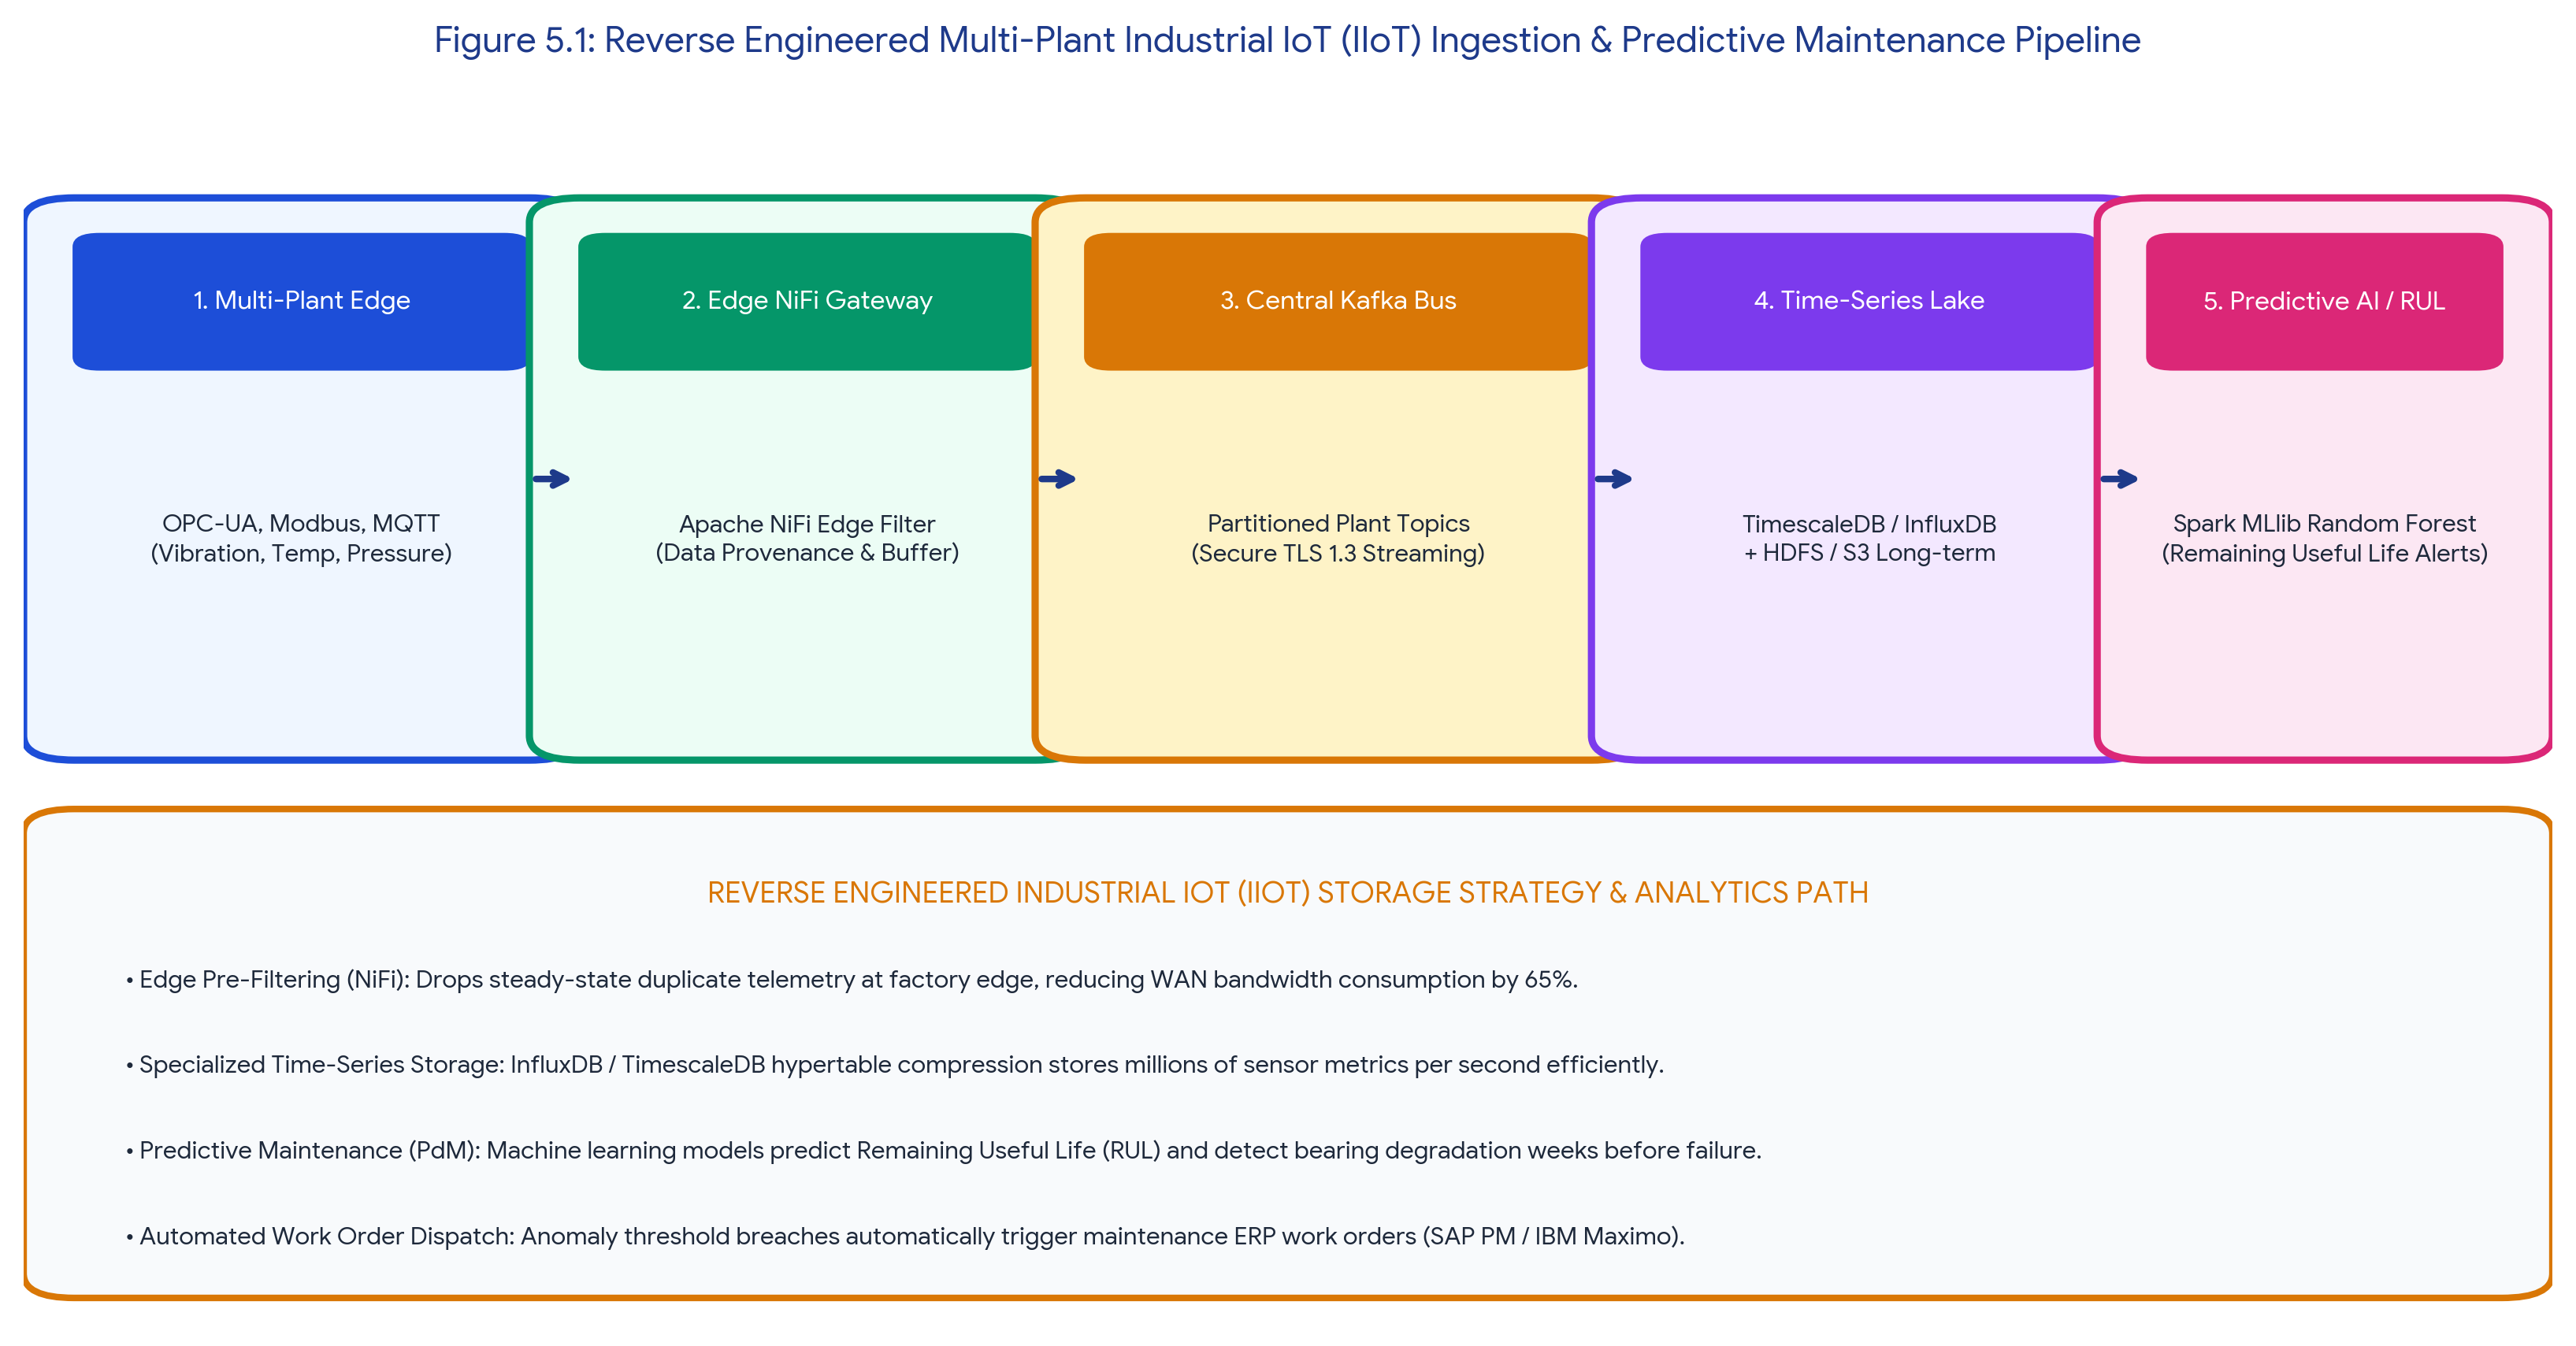 Figure 5.1: Reverse Engineered Multi-Plant Industrial IoT (IIoT) Ingestion & Predictive Maintenance Pipeline
1. Multi-Plant Edge
OPC-UA, Modbus, MQTT
(Vibration, Temp, Pressure)
2. Edge NiFi Gateway
Apache NiFi Edge Filter
(Data Provenance & Buffer)
3. Central Kafka Bus
Partitioned Plant Topics
(Secure TLS 1.3 Streaming)
4. Time-Series Lake
TimescaleDB / InfluxDB
+ HDFS / S3 Long-term
5. Predictive AI / RUL
Spark MLlib Random Forest
(Remaining Useful Life Alerts)
REVERSE ENGINEERED INDUSTRIAL IOT (IIOT) STORAGE STRATEGY & ANALYTICS PATH
• Edge Pre-Filtering (NiFi): Drops steady-state duplicate telemetry at factory edge, reducing WAN bandwidth consumption by 65%.
• Specialized Time-Series Storage: InfluxDB / TimescaleDB hypertable compression stores millions of sensor metrics per second efficiently.
• Predictive Maintenance (PdM): Machine learning models predict Remaining Useful Life (RUL) and detect bearing degradation weeks before failure.
• Automated Work Order Dispatch: Anomaly threshold breaches automatically trigger maintenance ERP work orders (SAP PM / IBM Maximo).